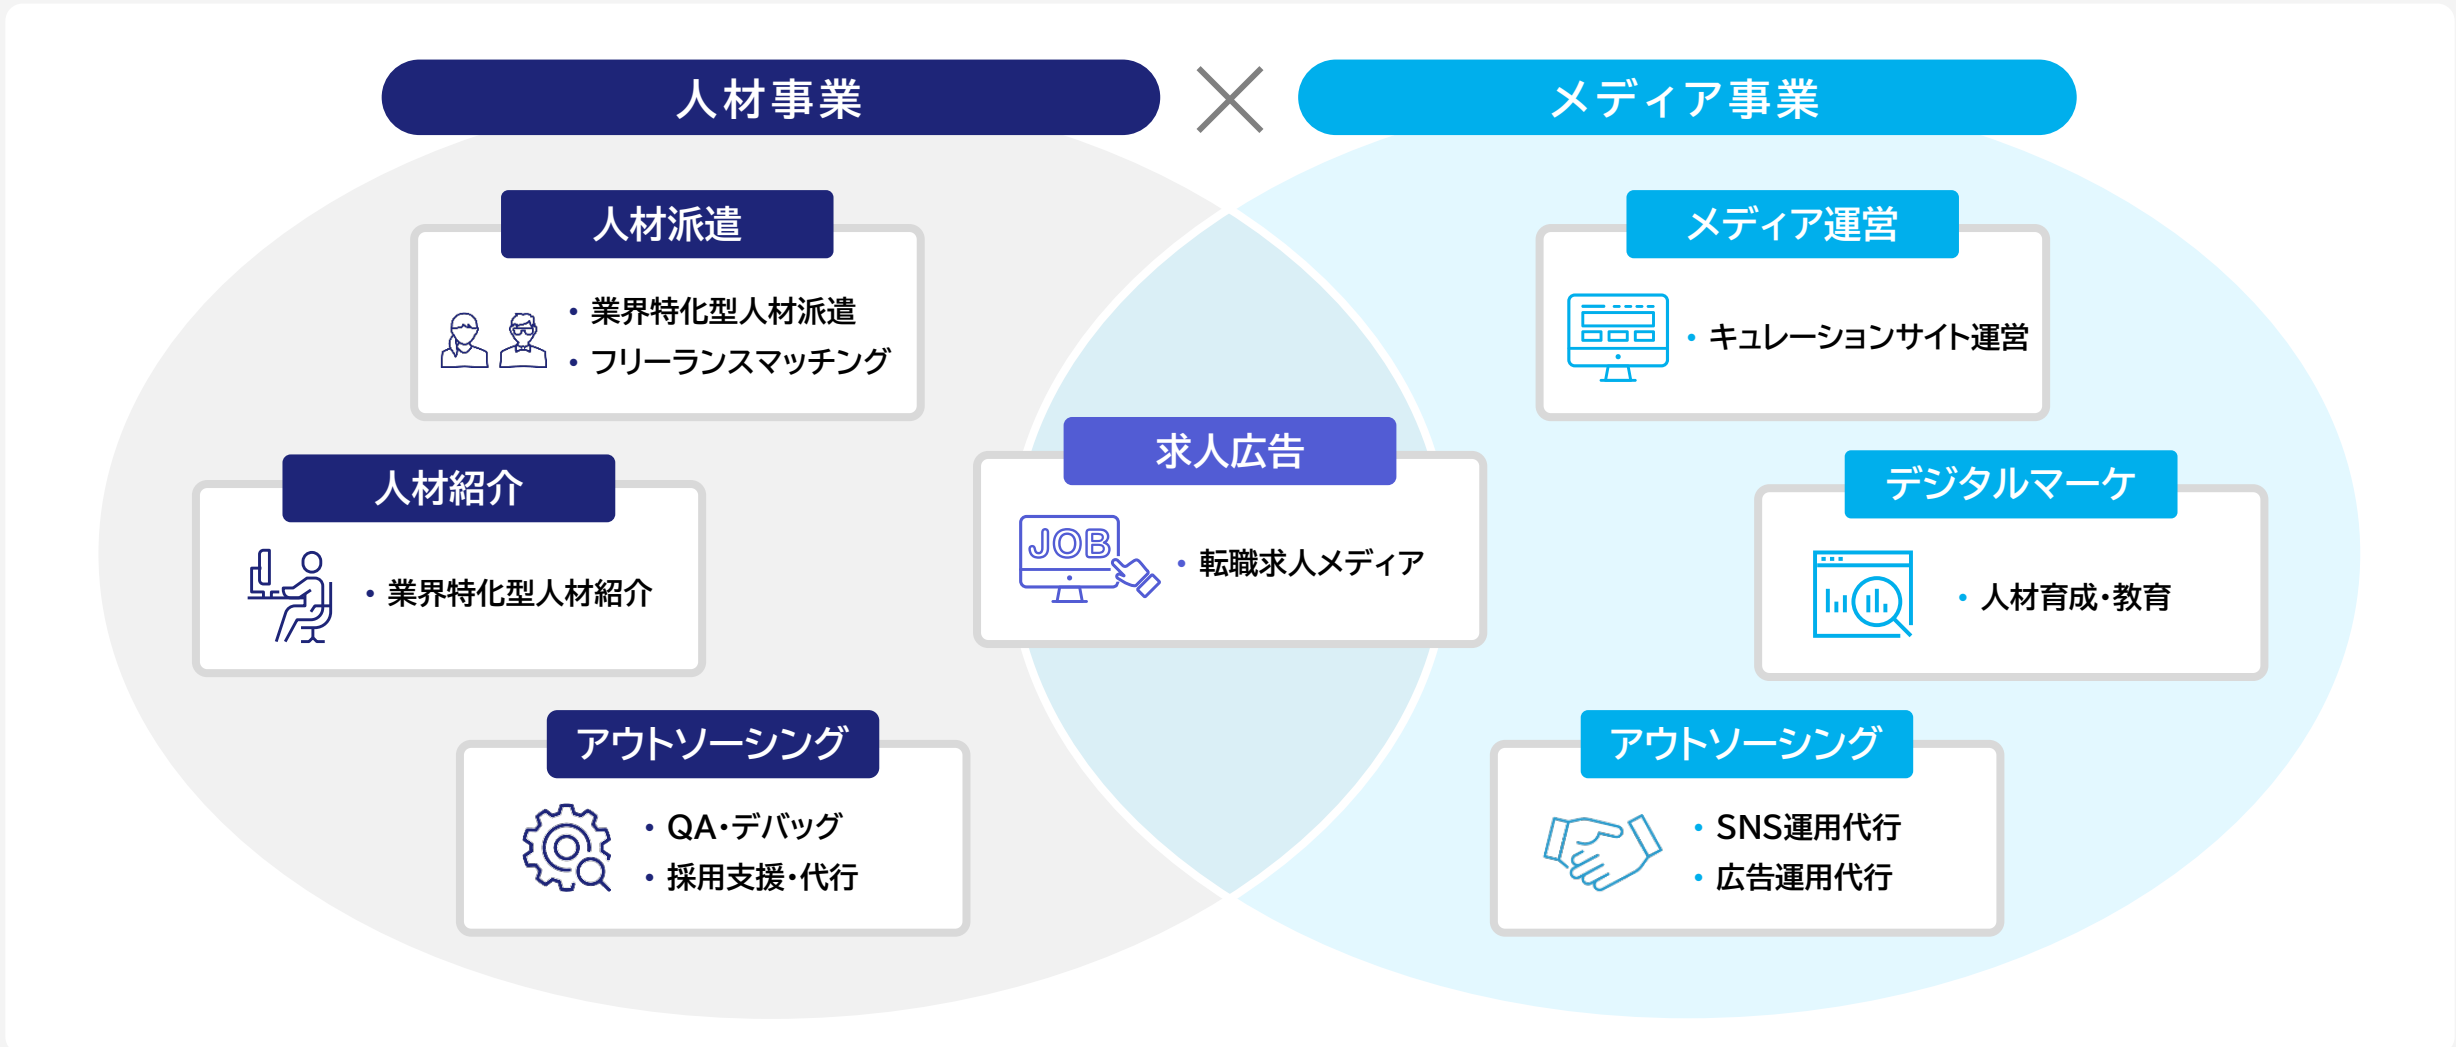 人材事業
メディア事業
人材派遣
・業界特化型人材派遣
・フリーランスマッチング
メディア運営
・キュレーションサイト運営
求人広告
JOB
・転職求人メディア
人材紹介
・業界特化型人材紹介
デジタルマーケ
・人材育成・教育
アウトソーシング
・QA・デバッグ
・採用支援・代行
アウトソーシング
・SNS運用代行
・広告運用代行